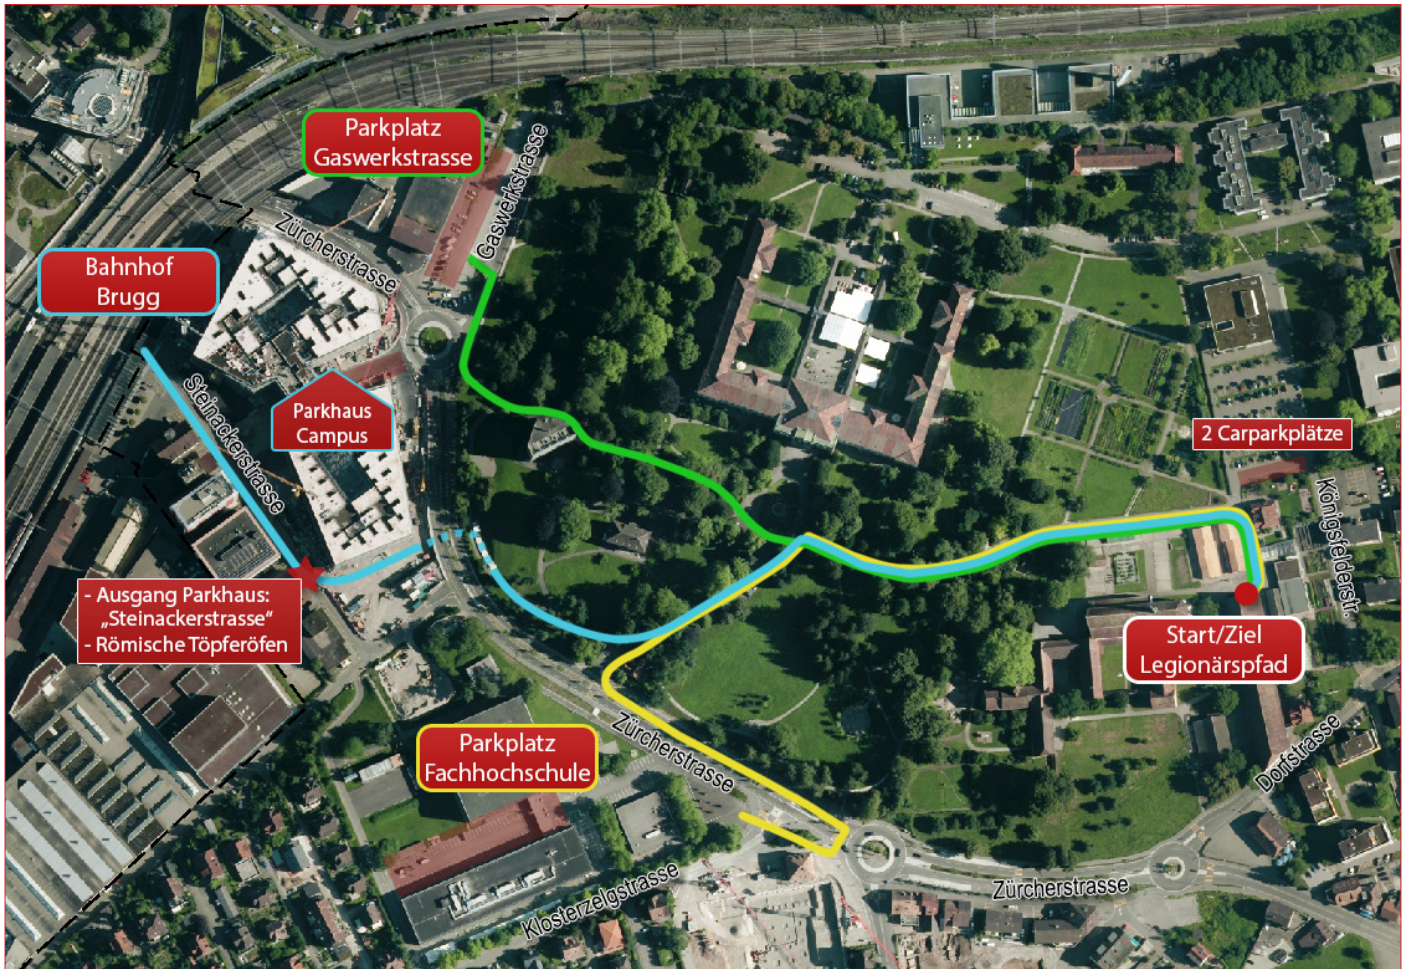 Parkplatz
Gaswerkstrasse
Gaswerkstrasse
Zürcherstrasse
Bahnhof
Brugg
Steinackerstrasse
Parkhaus
Campus
2 Carparkplätze
Königsfelderstr.
- Ausgang Parkhaus:
„Steinackerstrasse“
- Römische Töpferöfen
Start/Ziel
Legionärspfad
Parkplatz
Fachhochschule
Zürcherstrasse
Dorfstrasse
Klosterzelgstrasse
Zürcherstrasse